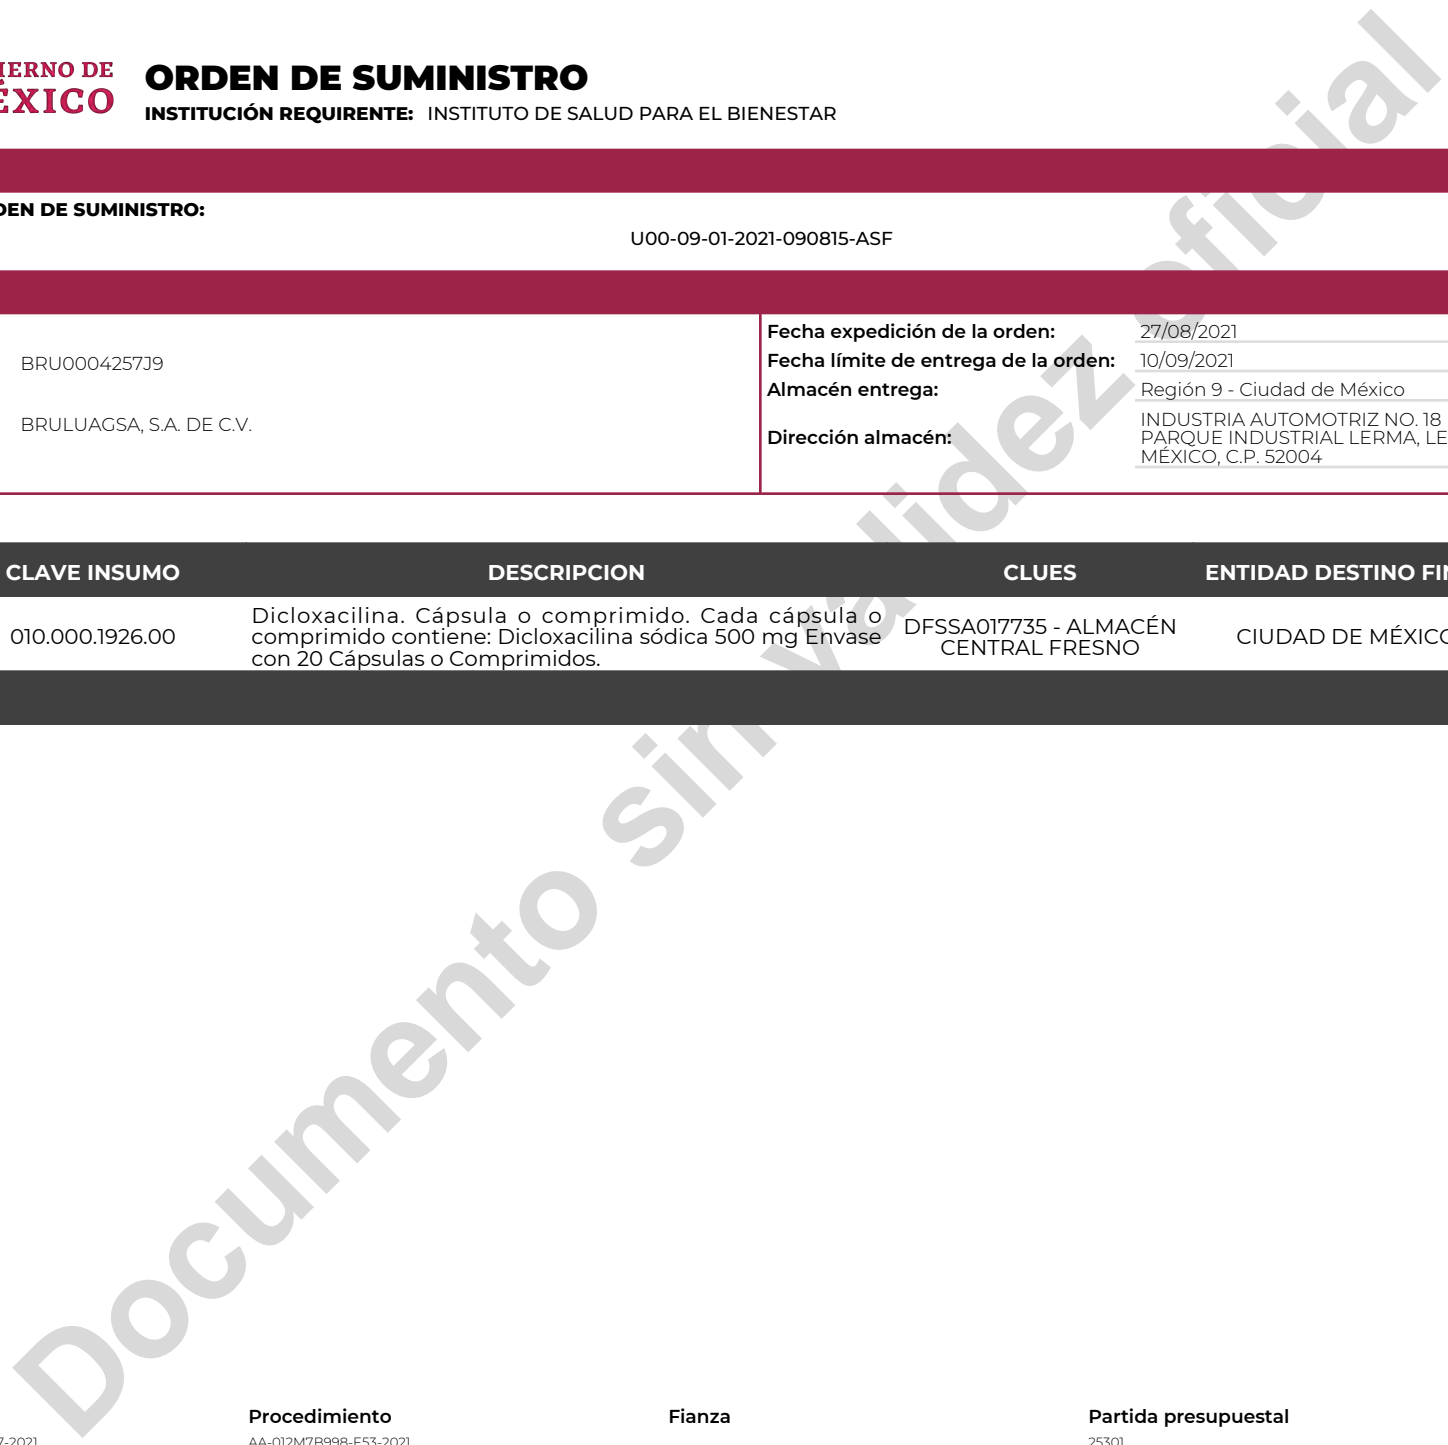 ORDEN DE SUMINISTRO
INSTITUCIÓN REQUIRENTE: INSTITUTO DE SALUD PARA EL BIENESTAR
DE
ÉXICO
DE SUMINISTRO:
U00-09-01-2021-090815-ASF
BRU0004257J9
BRULUAGSA, S.A. DE C.V.
Fecha expedición de la orden: 27/08/2021
Fecha límite de entrega de la orden: 10/09/2021
Almacén entrega: Región 9 - Ciudad de México
Dirección almacén:
INDUSTRIA AUTOMOTRIZ NO. 18
PARQUE INDUSTRIAL LERMA, LE
MÉXICO, C.P. 52004
CLAVE INSUMO DESCRIPCION CLUES ENTIDAD DESTINO FIN
010.000.1926.00
Dicloxacilina. Cápsula o comprimido. Cada cápsula o
comprimido contiene: Dicloxacilina sódica 500 mg Envase
con 20 Cápsulas o Comprimidos.
DFSSA017735 - ALMACÉN
CENTRAL FRESNO
CIUDAD DE MÉXICO
Documento sin validez oficial
Procedimiento Fianza Partida presupuestal
7-2021 AA-012M7B998-E53-2021 25301